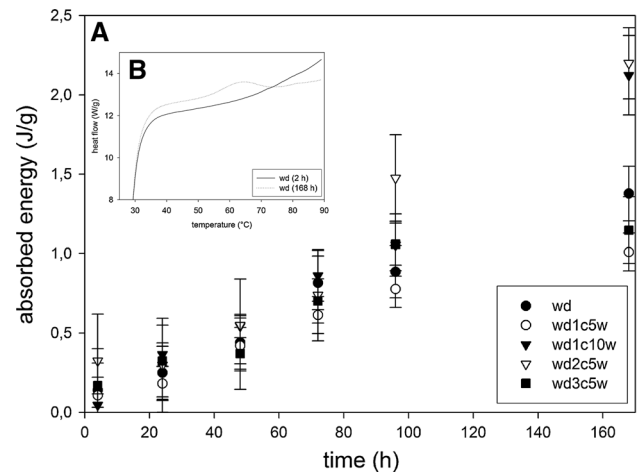 A
B
absorbed energy (J/g)
2,5
2,0
1,5
1,0
0,5
0,0
0 20 40 60 80 100 120 140 160
time (h)
heat flow (W/g)
14
12
10
8
30 40 50 60 70 80 90
temperature (°C)
wd (2 h)
wd (168 h)
wd
wd1c5w
wd1c10w
wd2c5w
wd3c5w